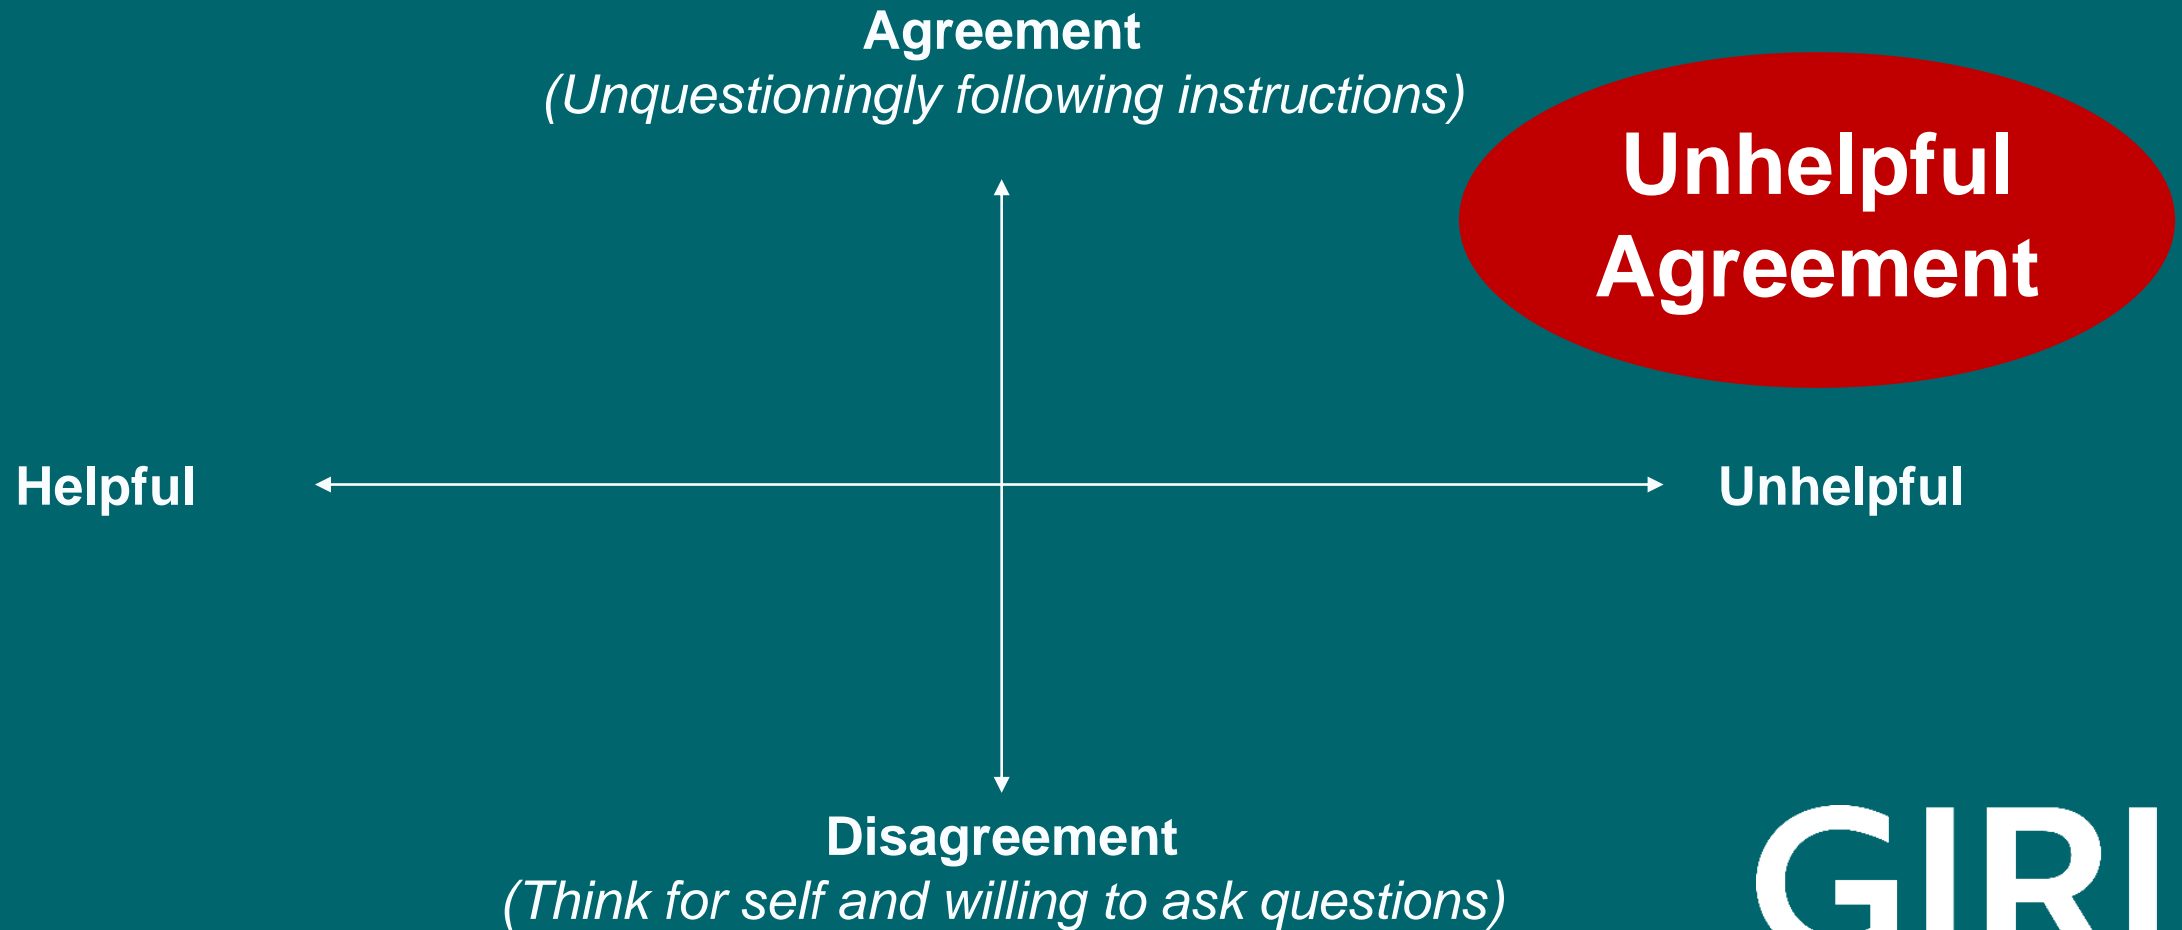 Agreement
(Unquestioningly following instructions)
Unhelpful
Agreement
Helpful
Unhelpful
Disagreement
(Think for self and willing to ask questions)
GIRI